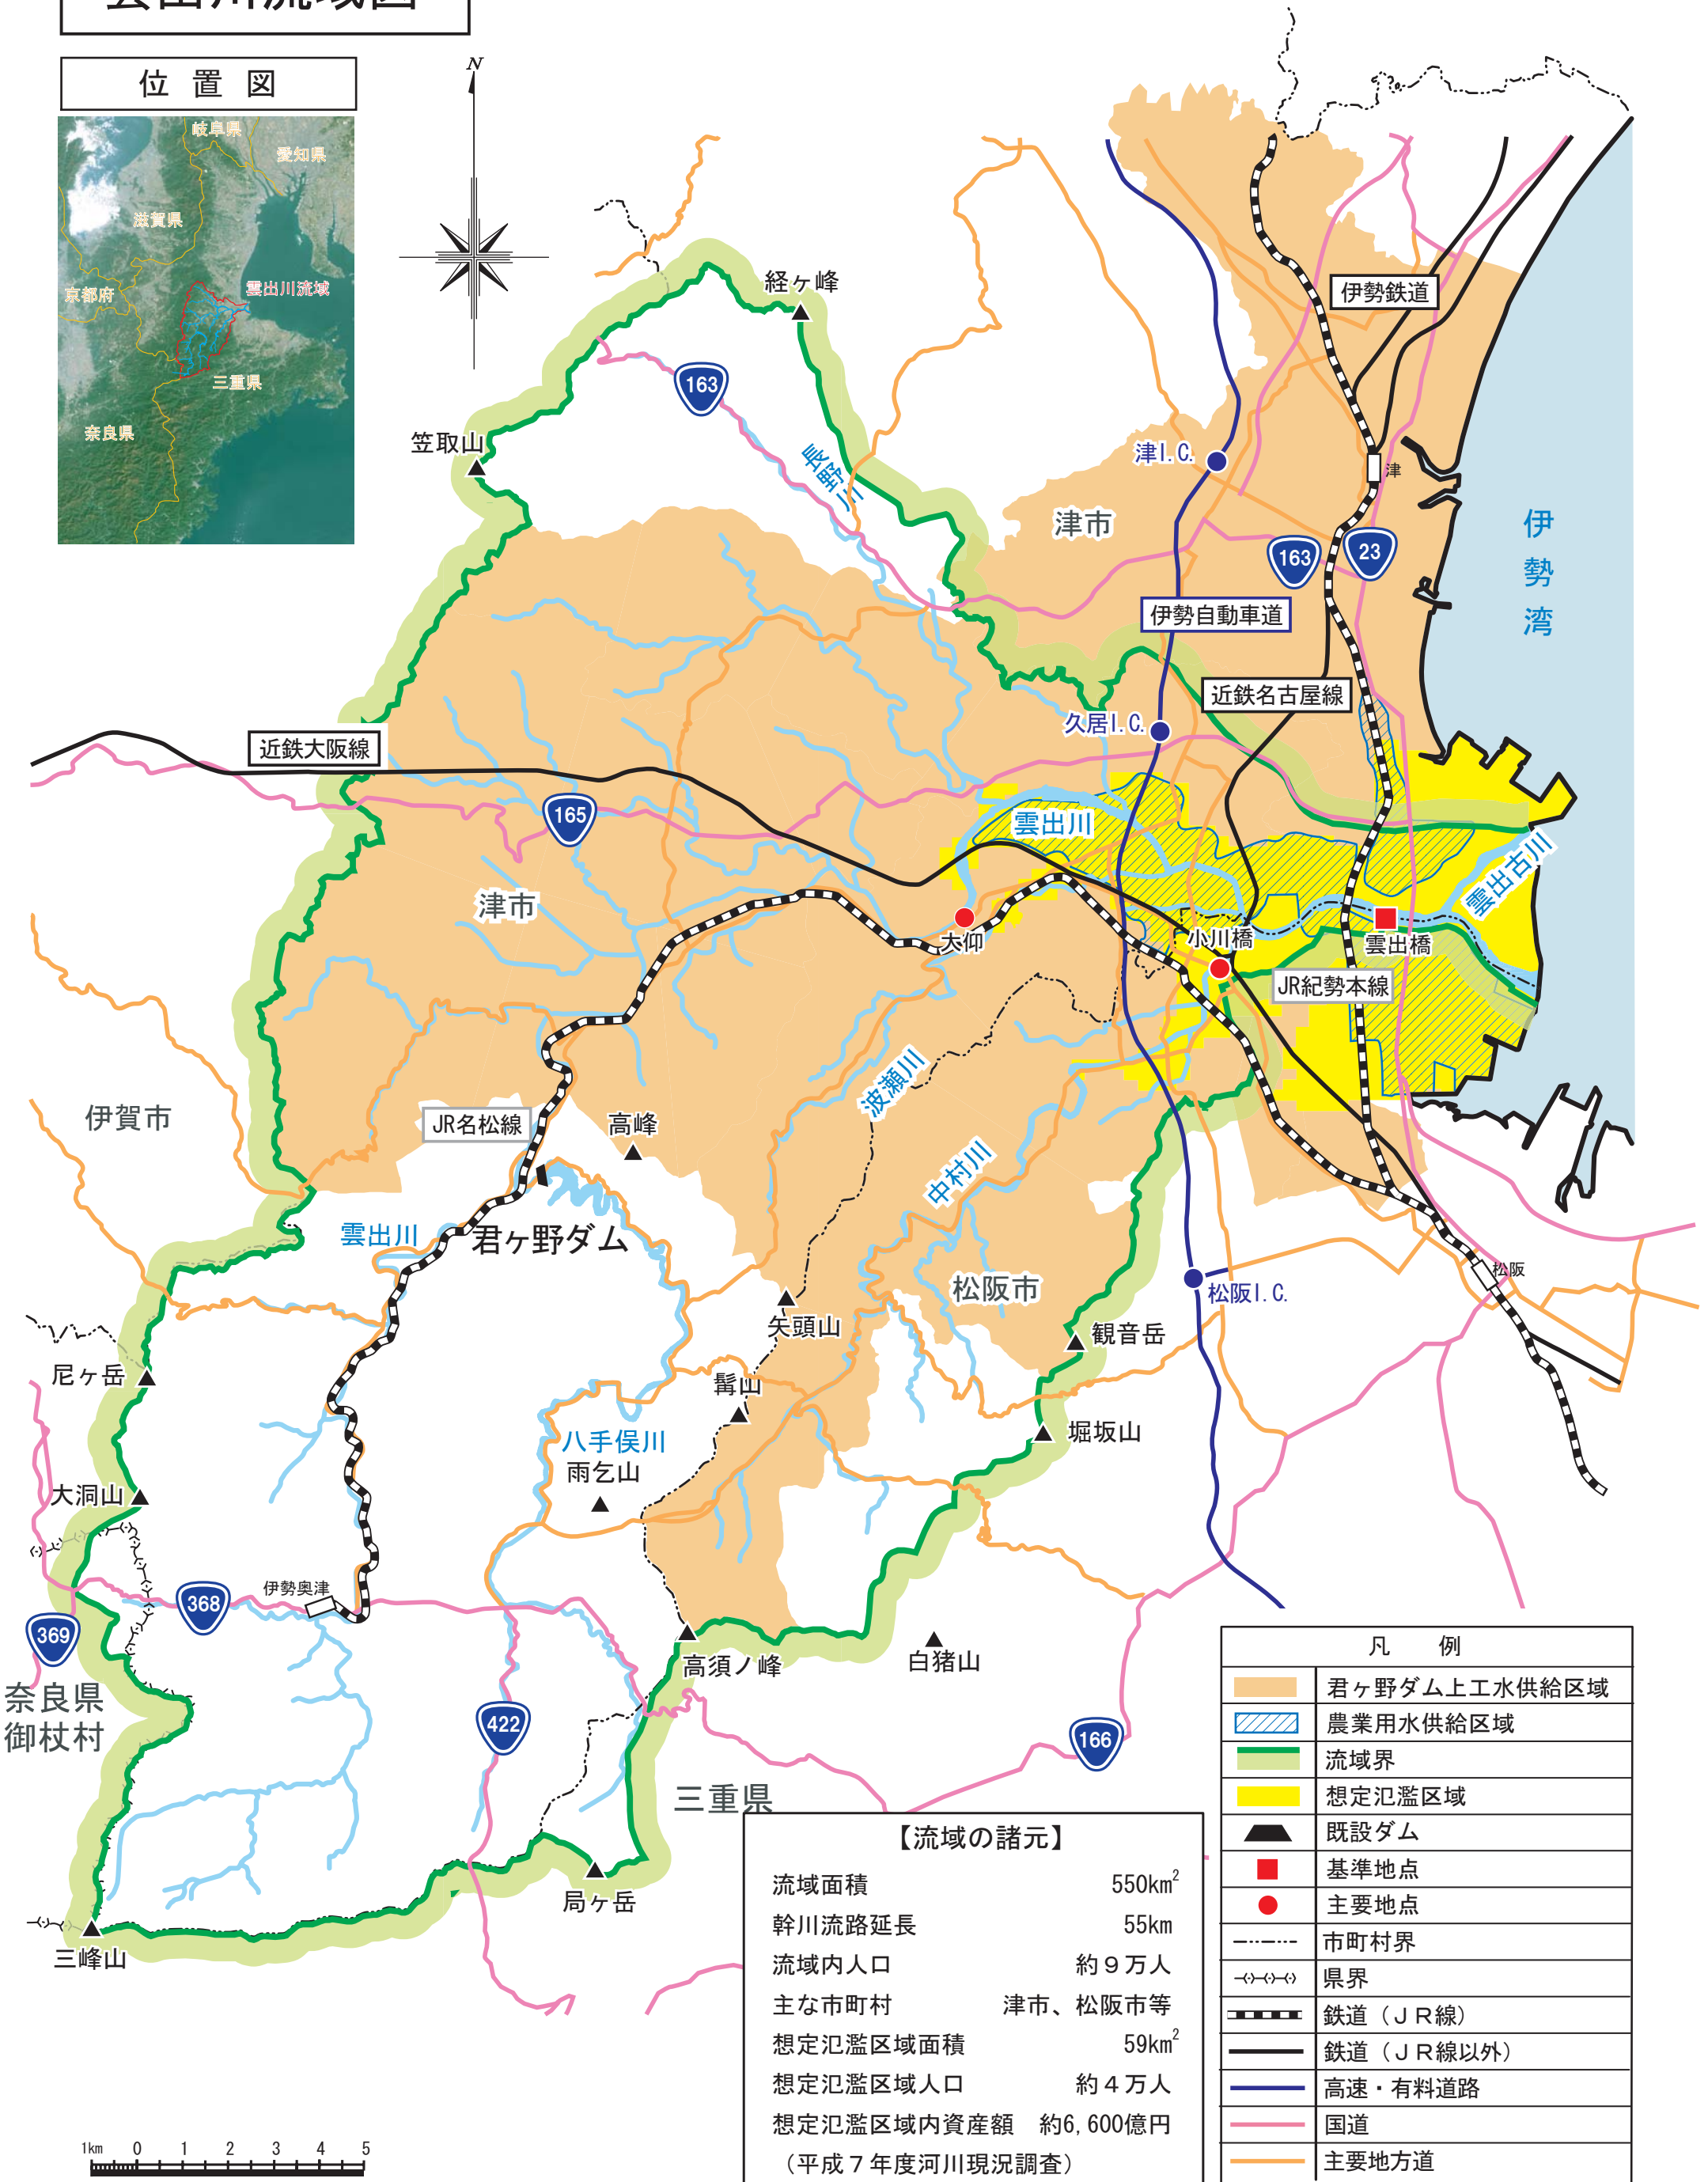 雲出川流域図
位置図
岐阜県
愛知県
滋賀県
京都府
雲出川流域
三重県
奈良県
N
経ヶ峰
伊勢鉄道
163
笠取山
長野川
津I.C.
津
津市
伊勢湾
163
23
伊勢自動車道
近鉄名古屋線
久居I.C.
近鉄大阪線
165
雲出川
雲出古川
津市
大仰
小川橋
雲出橋
JR紀勢本線
波瀬川
伊賀市
JR名松線
高峰
中村川
雲出川
君ヶ野ダム
松阪市
松阪I.C.
松阪
矢頭山
観音岳
尼ヶ岳
髯山
堀坂山
八手俣川
雨乞山
大洞山
伊勢奥津
368
369
高須ノ峰
白猪山
奈良県
御杖村
422
166
三重県
局ヶ岳
三峰山
【流域の諸元】
流域面積 550km²
幹川流路延長 55km
流域内人口 約９万人
主な市町村 津市、松阪市等
想定氾濫区域面積 59km²
想定氾濫区域人口 約４万人
想定氾濫区域内資産額 約6,600億円
（平成７年度河川現況調査）
凡例
君ヶ野ダム上工水供給区域
農業用水供給区域
流域界
想定氾濫区域
既設ダム
基準地点
主要地点
市町村界
県界
鉄道（ＪＲ線）
鉄道（ＪＲ線以外）
高速・有料道路
国道
主要地方道
1km 0 1 2 3 4 5